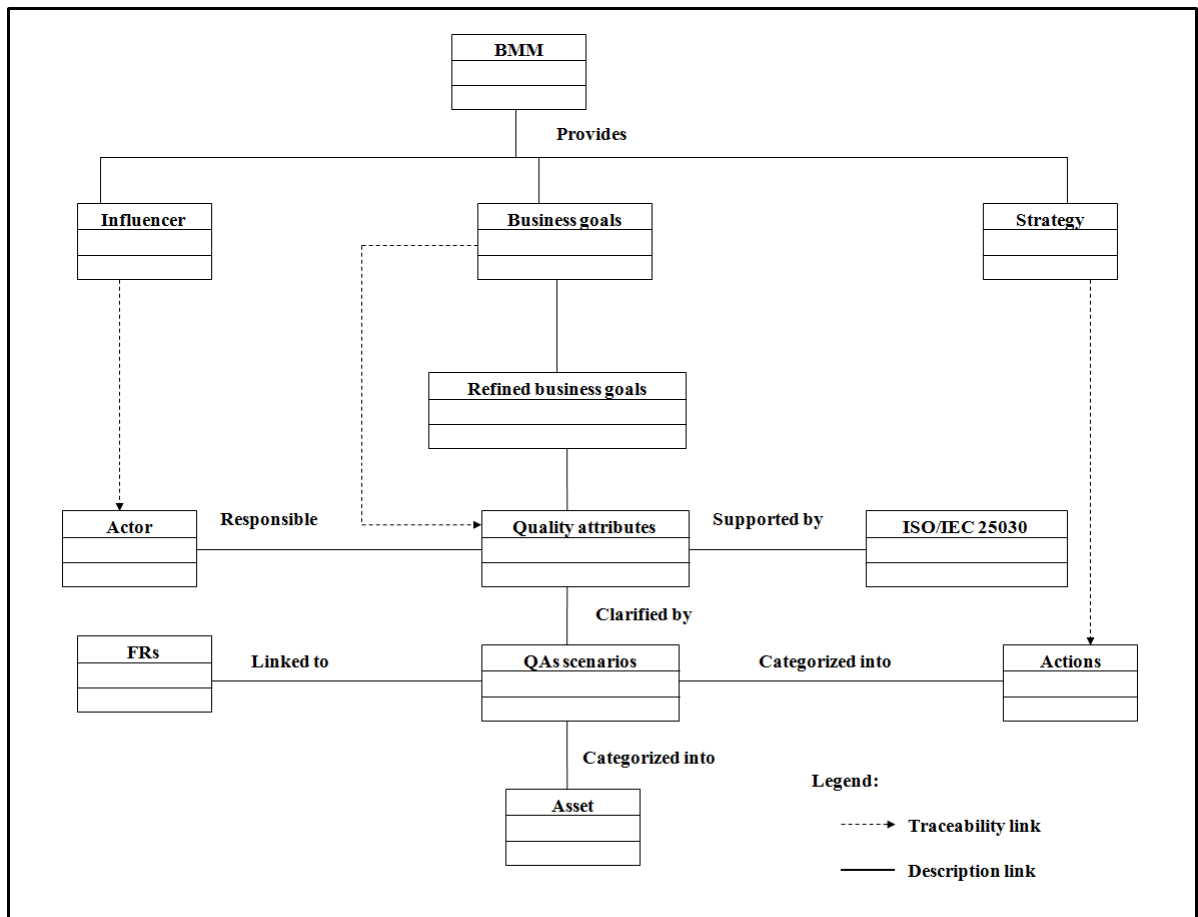 BMM
Provides
Influencer
Business goals
Strategy
Refined business goals
Actor
Responsible
Quality attributes
Supported by
ISO/IEC 25030
Clarified by
FRs
Linked to
QAs scenarios
Categorized into
Actions
Categorized into
Asset
Legend:
Traceability link
Description link